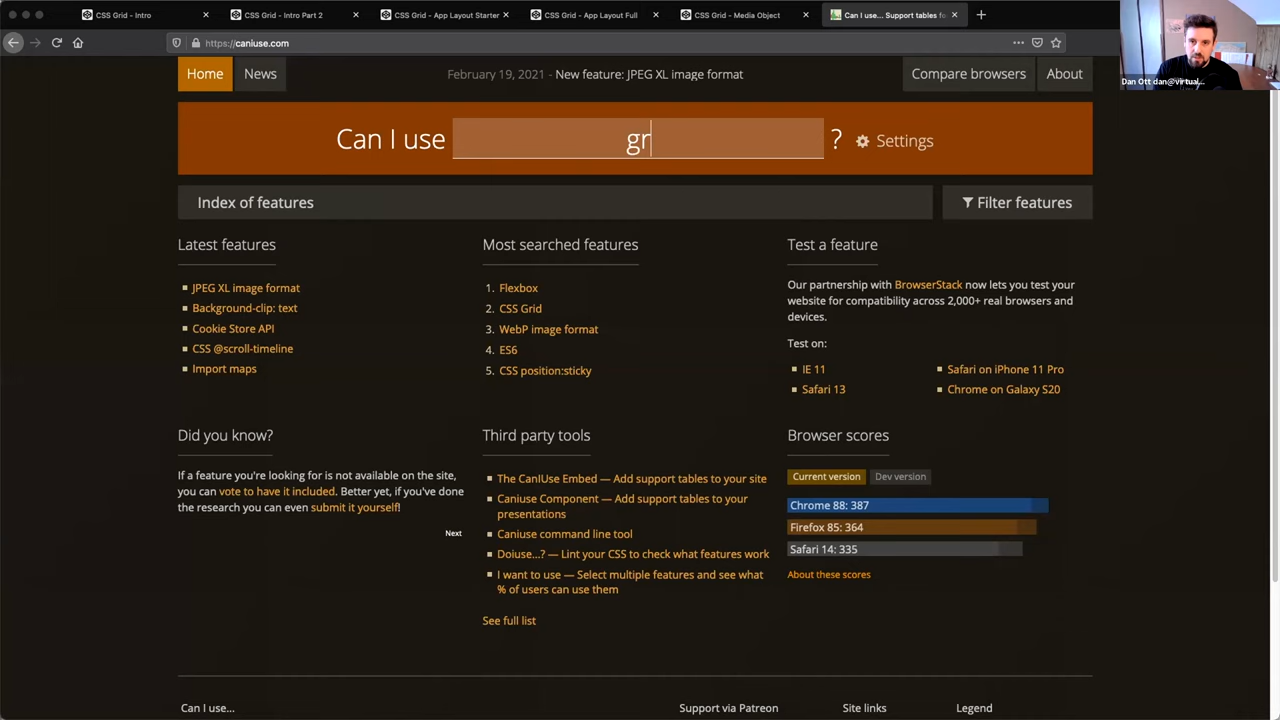 CSS Grid - Intro
CSS Grid - Intro Part 2
CSS Grid - App Layout Starter
CSS Grid - App Layout Full
CSS Grid - Media Object
Can I use... Support tables fo
https://caniuse.com
Dan Ott dan@virtual...
Home
News
February 19, 2021 - New feature: JPEG XL image format
Compare browsers
About
Can I use gr ? Settings
Index of features
Filter features
Latest features
JPEG XL image format
Background-clip: text
Cookie Store API
CSS @scroll-timeline
Import maps
Most searched features
1. Flexbox
2. CSS Grid
3. WebP image format
4. ES6
5. CSS position:sticky
Test a feature
Our partnership with BrowserStack now lets you test your
website for compatibility across 2,000+ real browsers and
devices.
Test on:
IE 11
Safari 13
Safari on iPhone 11 Pro
Chrome on Galaxy S20
Did you know?
If a feature you're looking for is not available on the site,
you can vote to have it included. Better yet, if you've done
the research you can even submit it yourself!
Next
Third party tools
The CanIUse Embed — Add support tables to your site
Caniuse Component — Add support tables to your
presentations
Caniuse command line tool
Doiuse...? — Lint your CSS to check what features work
I want to use — Select multiple features and see what
% of users can use them
See full list
Browser scores
Current version
Dev version
Chrome 88: 387
Firefox 85: 364
Safari 14: 335
About these scores
Can I use...
Support via Patreon
Site links
Legend